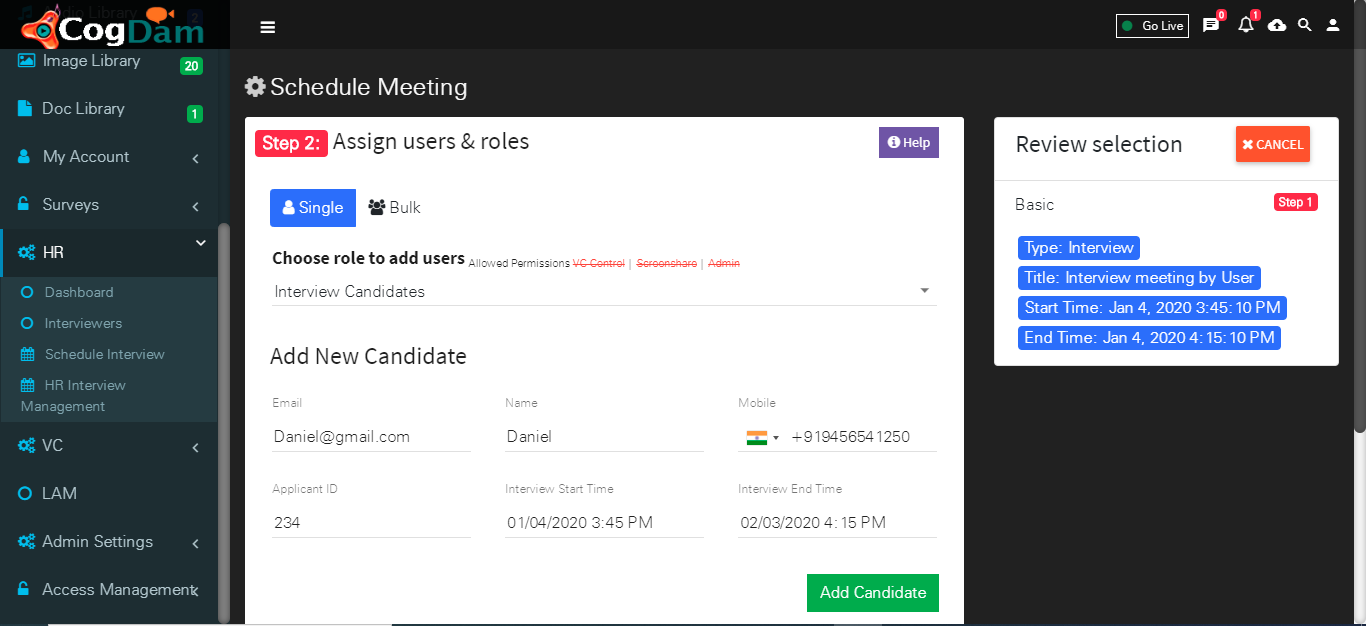 Audio Library 2
CogDam
Go Live 0 1
Image Library 20
Doc Library 1
My Account
Surveys
HR
Dashboard
Interviewers
Schedule Interview
HR Interview
Management
VC
LAM
Admin Settings
Access Management
Schedule Meeting
Step 2: Assign users & roles
Help
Single Bulk
Choose role to add users Allowed Permissions VC Control | Screenshare | Admin
Interview Candidates
Add New Candidate
Email Name Mobile
Daniel@gmail.com Daniel +919456541250
Applicant ID Interview Start Time Interview End Time
234 01/04/2020 3:45 PM 02/03/2020 4:15 PM
Add Candidate
Review selection CANCEL
Basic Step 1
Type: Interview
Title: Interview meeting by User
Start Time: Jan 4, 2020 3:45:10 PM
End Time: Jan 4, 2020 4:15:10 PM